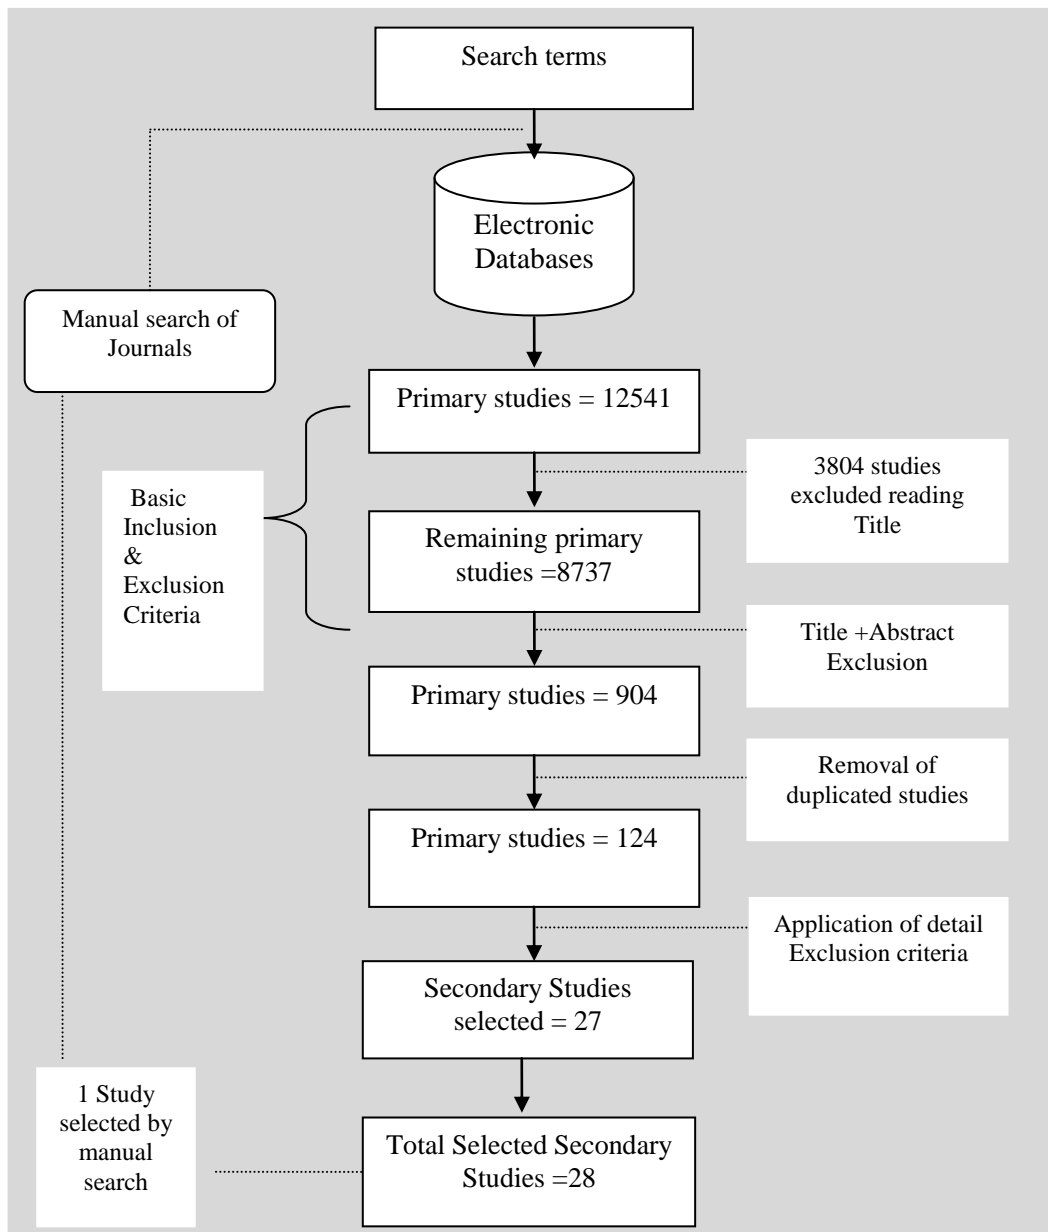 Search terms
Electronic
Databases
Manual search of
Journals
Primary studies = 12541
3804 studies
excluded reading
Title
Basic
Inclusion
&
Exclusion
Criteria
Remaining primary
studies =8737
Title +Abstract
Exclusion
Primary studies = 904
Removal of
duplicated studies
Primary studies = 124
Application of detail
Exclusion criteria
Secondary Studies
selected = 27
1 Study
selected by
manual
search
Total Selected Secondary
Studies =28